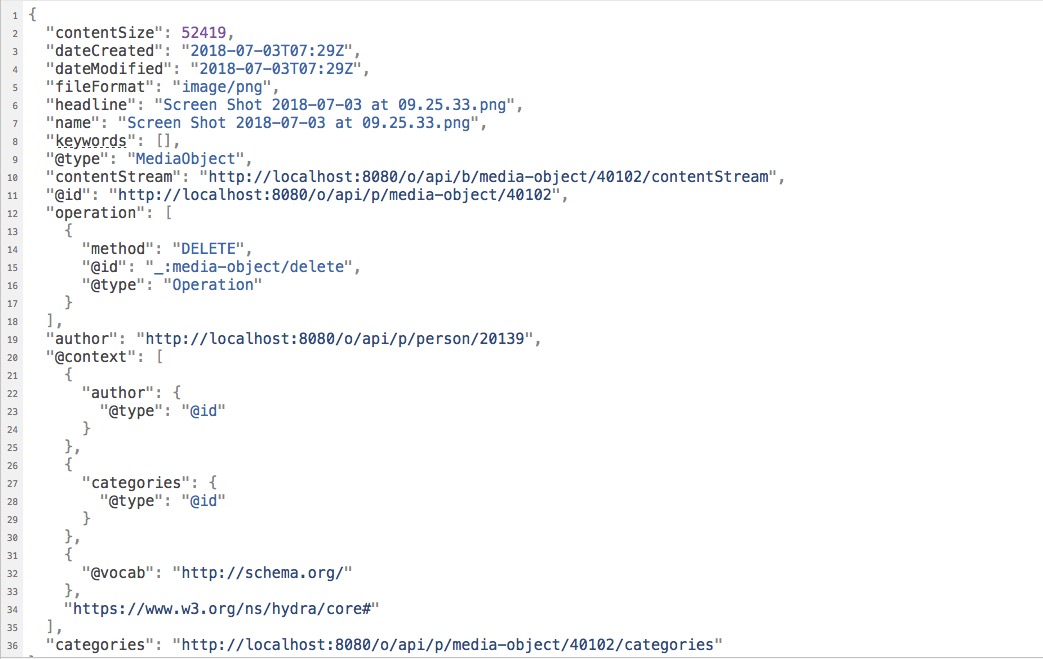 1 {
2 "contentSize": 52419,
3 "dateCreated": "2018-07-03T07:29Z",
4 "dateModified": "2018-07-03T07:29Z",
5 "fileFormat": "image/png",
6 "headline": "Screen Shot 2018-07-03 at 09.25.33.png",
7 "name": "Screen Shot 2018-07-03 at 09.25.33.png",
8 "keywords": [],
9 "@type": "MediaObject",
10 "contentStream": "http://localhost:8080/o/api/b/media-object/40102/contentStream",
11 "@id": "http://localhost:8080/o/api/p/media-object/40102",
12 "operation": [
13 {
14 "method": "DELETE",
15 "@id": "_:media-object/delete",
16 "@type": "Operation"
17 }
18 ],
19 "author": "http://localhost:8080/o/api/p/person/20139",
20 "@context": [
21 {
22 "author": {
23 "@type": "@id"
24 }
25 },
26 {
27 "categories": {
28 "@type": "@id"
29 }
30 },
31 {
32 "@vocab": "http://schema.org/"
33 },
34 "https://www.w3.org/ns/hydra/core#"
35 ],
36 "categories": "http://localhost:8080/o/api/p/media-object/40102/categories"